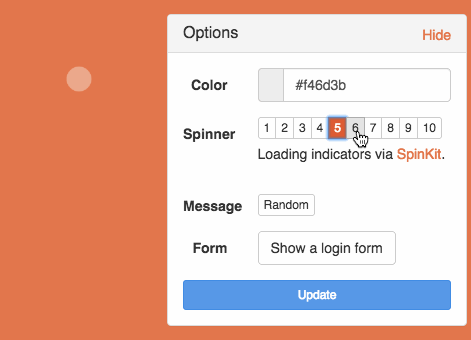 Options Hide
Color #f46d3b
Spinner 1 2 3 4 5 6 7 8 9 10
Loading indicators via SpinKit.
Message Random
Form Show a login form
Update